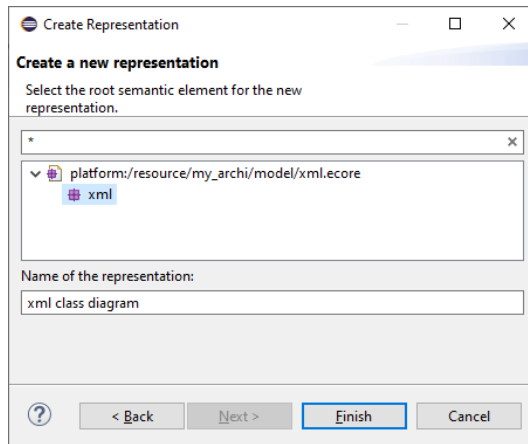 Create Representation
Create a new representation
Select the root semantic element for the new
representation.
*
platform:/resource/my_archi/model/xml.ecore
xml
Name of the representation:
xml class diagram
? < Back Next > Finish Cancel